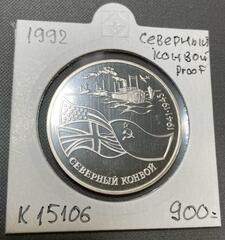 1992
СЕВЕРНЫЙ
КОНВОЙ
PROOF
1941-1945
СЕВЕРНЫЙ КОНВОЙ
К 15106
900=